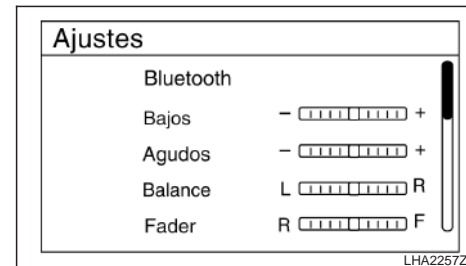 Ajustes
Bluetooth
Bajos - +
Agudos - +
Balance L R
Fader R F
LHA2257Z